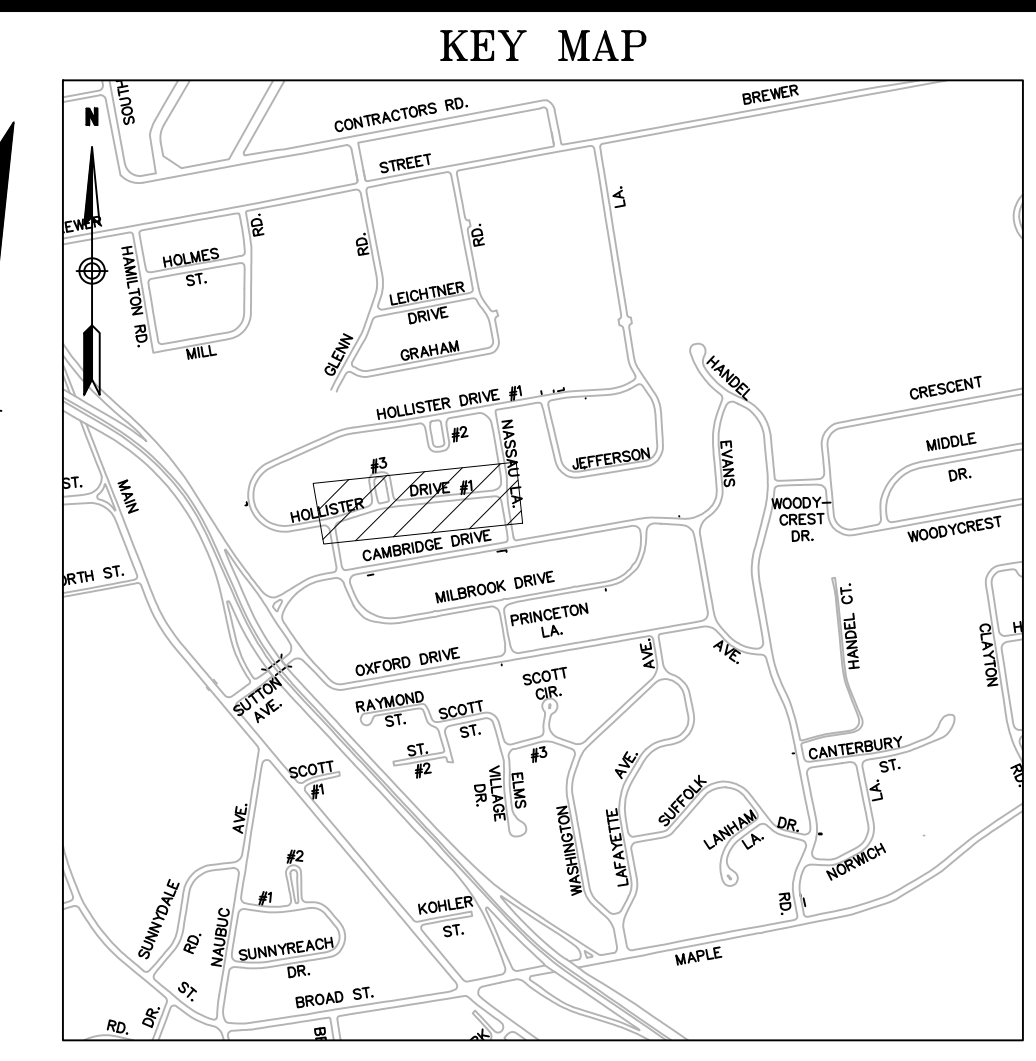 KEY MAP
SOUTH
N
CONTRACTORS RD.
BREWER
STREET
LA.
EWER
RD.
HOLMES
ST.
HAMILTON RD.
MILL
RD.
RD.
LEICHTNER
DRIVE
GLENN
GRAHAM
HANDEL
CRESCENT
HOLLISTER DRIVE #1
#2
NASSAU LA.
JEFFERSON
EVANS
MIDDLE
DR.
#3
ST.
MAIN
HOLLISTER
DRIVE #1
WOODY-
CREST
DR.
WOODYCREST
CAMBRIDGE DRIVE
ORTH ST.
MILBROOK DRIVE
PRINCETON
LA.
HANDEL CT.
CLAYTON
H
OXFORD DRIVE
AVE.
AVE.
SUTTON
AVE.
SCOTT
CIR.
RAYMOND
ST.
SCOTT
ST.
ST.
#2
#3
CANTERBURY
ST.
LA.
RD.
SCOTT
#1
VILLAGE
DR.
ELMS
AVE.
SUFFOLK
LANHAM
LA.
DR.
AVE.
WASHINGTON
LAFAYETTE
NORWICH
#2
#1
SUNNYDALE
RD.
NAUBUC
KOHLER
ST.
RD.
SUNNYREACH
DR.
MAPLE
ST.
BROAD ST.
RD.
DR.
BR
RK